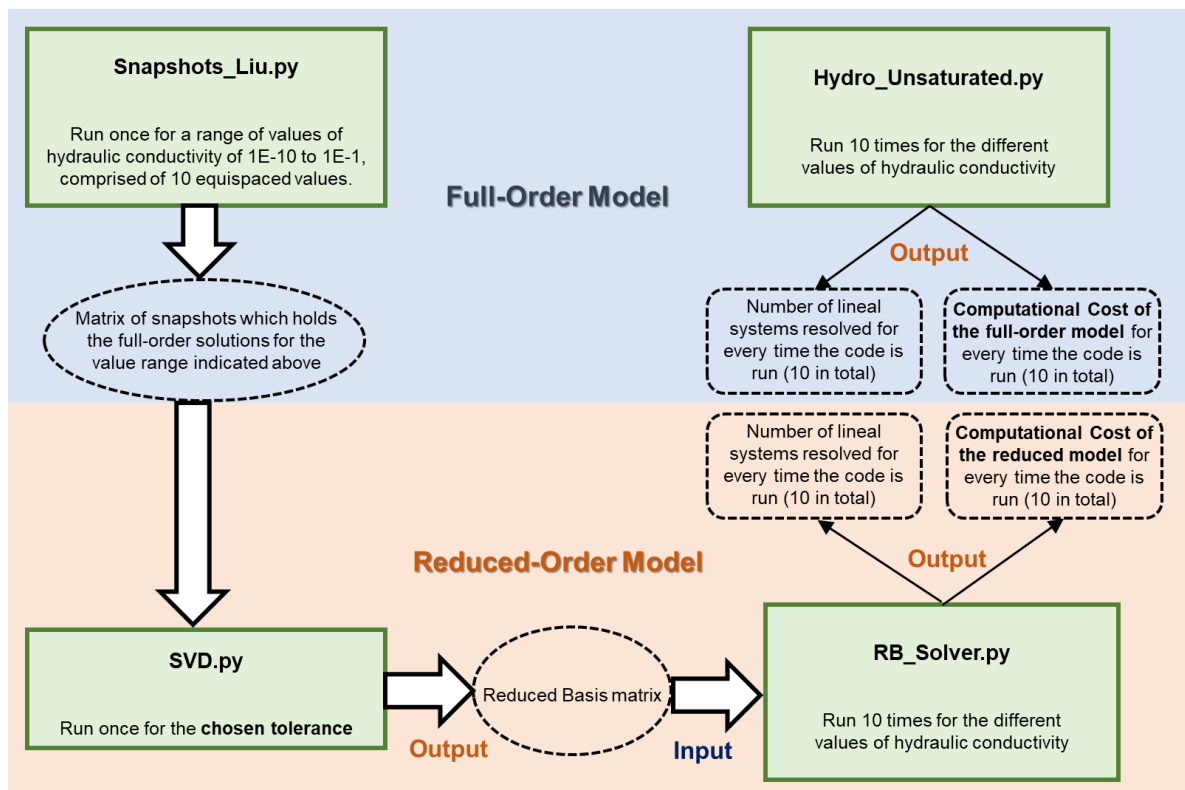 Snapshots_Liu.py
Run once for a range of values of
hydraulic conductivity of 1E-10 to 1E-1,
comprised of 10 equispaced values.
Hydro_Unsaturated.py
Run 10 times for the different
values of hydraulic conductivity
Full-Order Model
Output
Matrix of snapshots which holds
the full-order solutions for the
value range indicated above
Number of lineal
systems resolved for
every time the code is
run (10 in total)
Computational Cost of
the full-order model for
every time the code is
run (10 in total)
Number of lineal
systems resolved for
every time the code is
run (10 in total)
Computational Cost of
the reduced model for
every time the code is
run (10 in total)
Output
Reduced-Order Model
SVD.py
Run once for the chosen tolerance
Output
Reduced Basis matrix
Input
RB_Solver.py
Run 10 times for the different
values of hydraulic conductivity